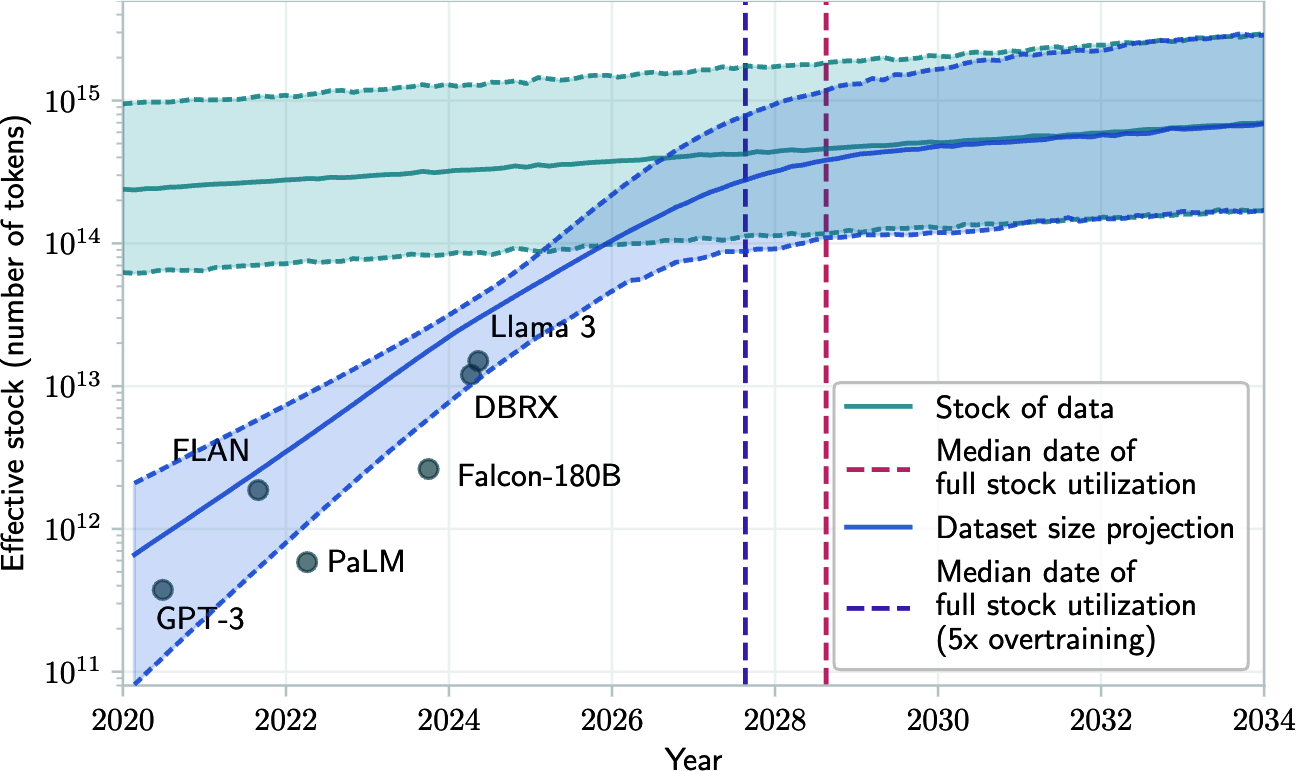 Effective stock (number of tokens)
10^15
10^14
10^13
10^12
10^11
Llama 3
DBRX
FLAN
Falcon-180B
PaLM
GPT-3
Stock of data
Median date of
full stock utilization
Dataset size projection
Median date of
full stock utilization
(5x overtraining)
2020 2022 2024 2026 2028 2030 2032 2034
Year